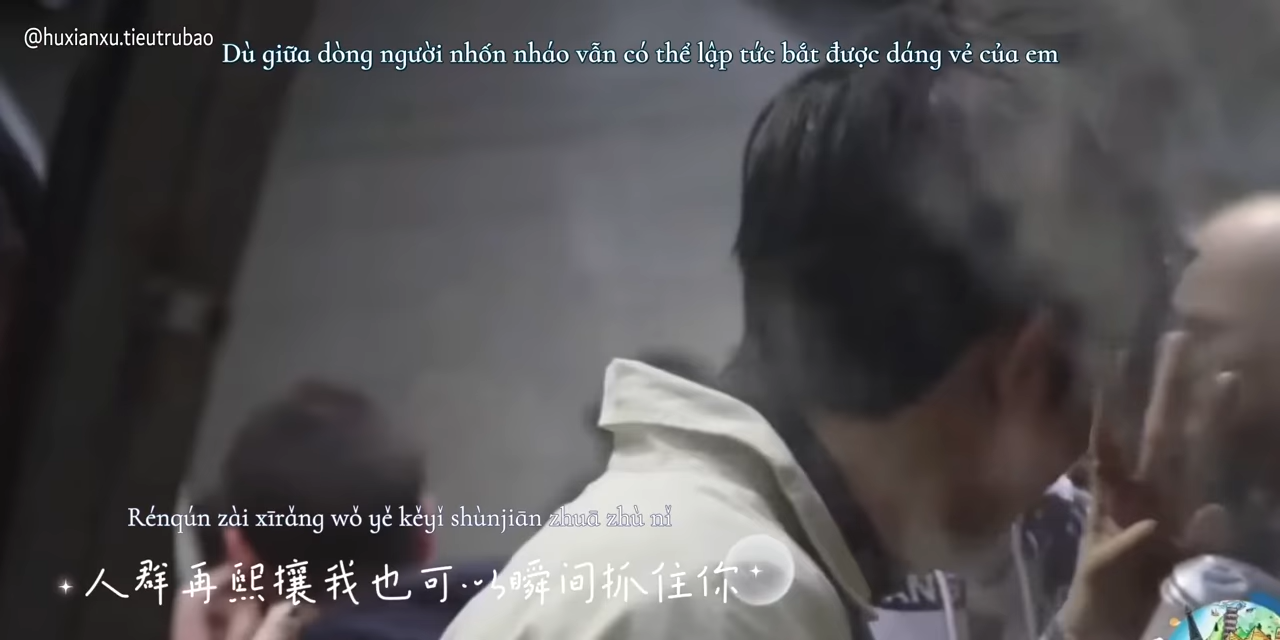 @huxianxu.tieutrubao
Dù giữa dòng người nhốn nháo vẫn có thể lập tức bắt được dáng vẻ của em
Rénqún zài xīrǎng wǒ yě kěyǐ shùnjiān zhuā zhù nǐ
人群再熙攘我也可以瞬间抓住你